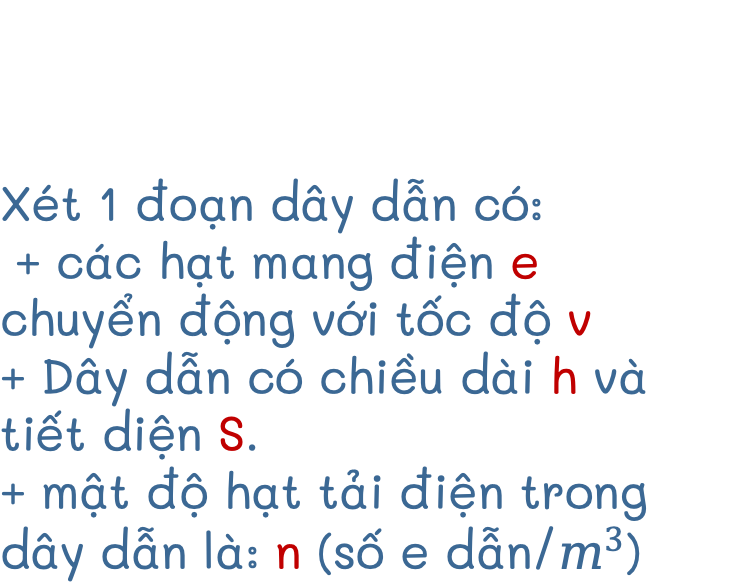 Xét 1 đoạn dây dẫn có:
+ các hạt mang điện e
chuyển động với tốc độ v
+ Dây dẫn có chiều dài h và
tiết diện S.
+ mật độ hạt tải điện trong
dây dẫn là: n (số e dẫn/m³)